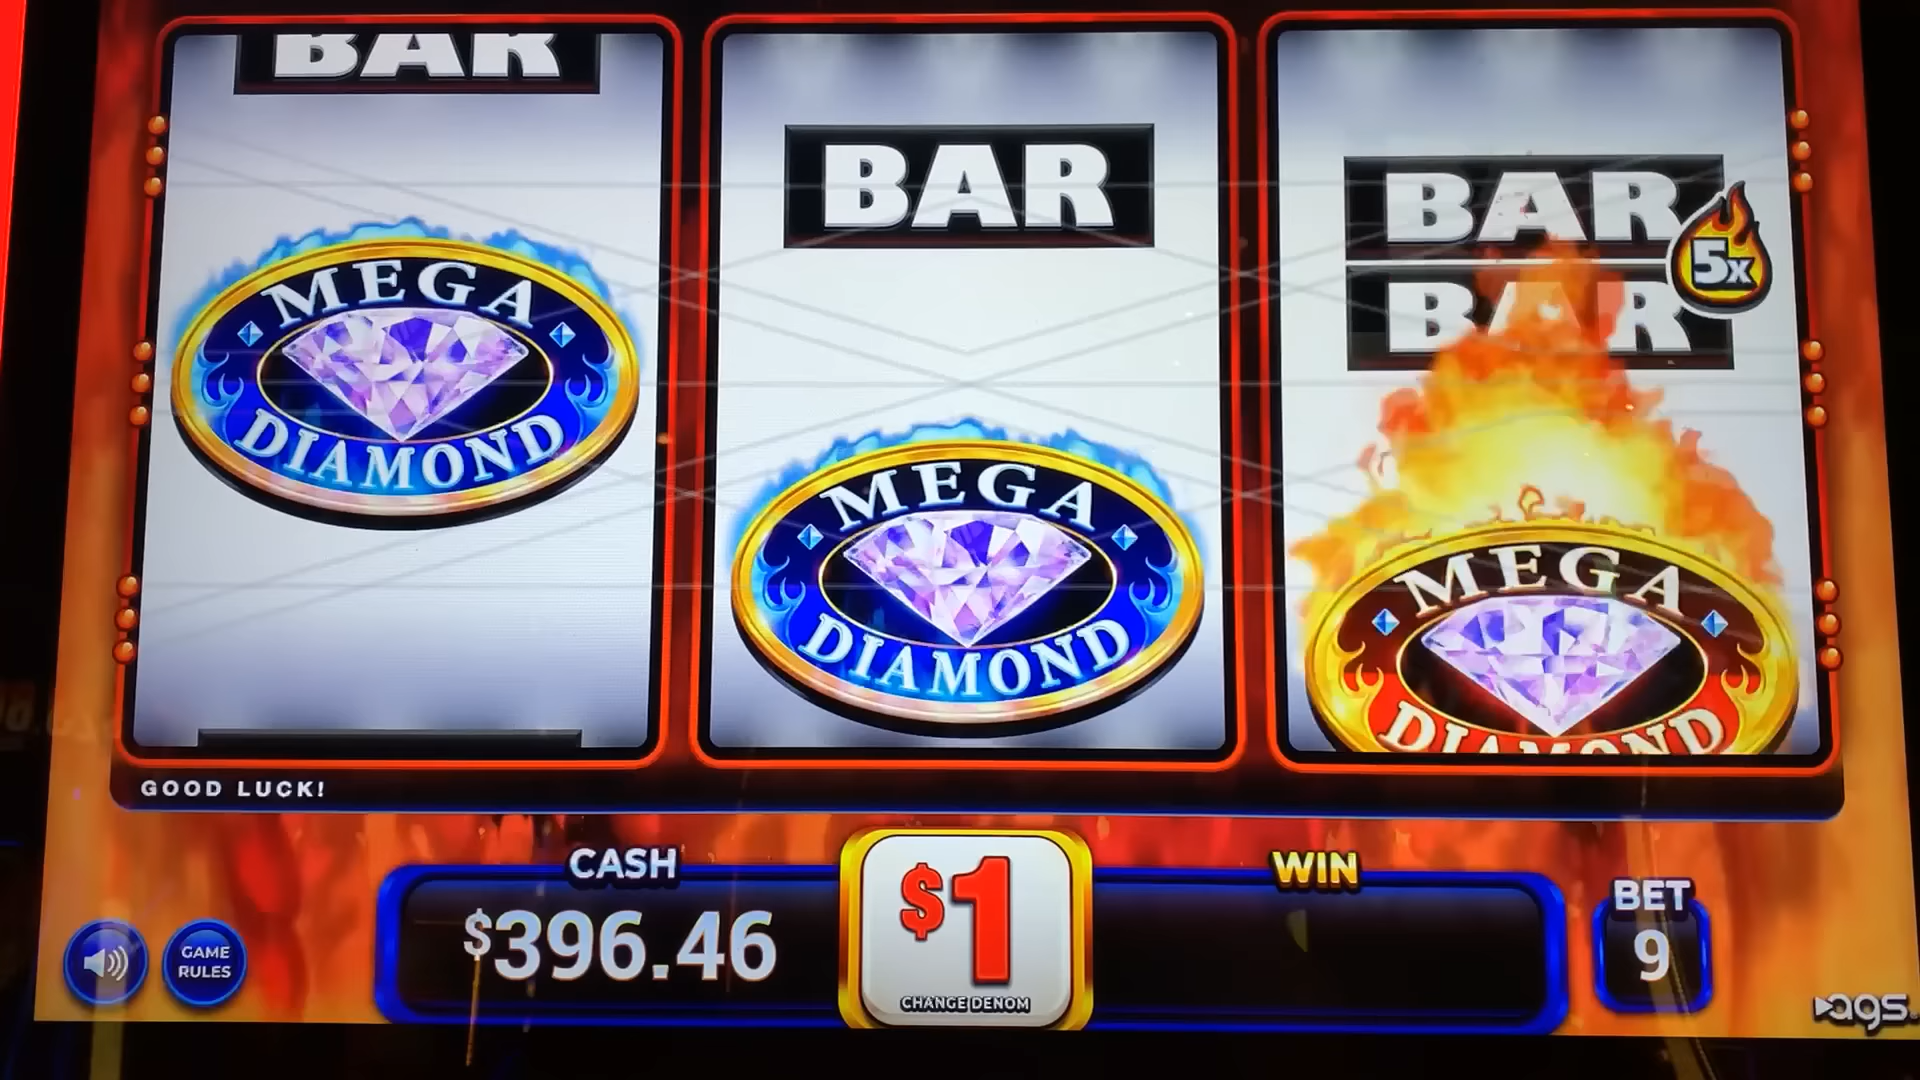 BAR
BAR
BAR
5x
BAR
MEGA
DIAMOND
MEGA
DIAMOND
MEGA
DIAMOND
GOOD LUCK!
CASH
$396.46
$1
CHANGE DENOM
WIN
BET
9
GAME
RULES
ags